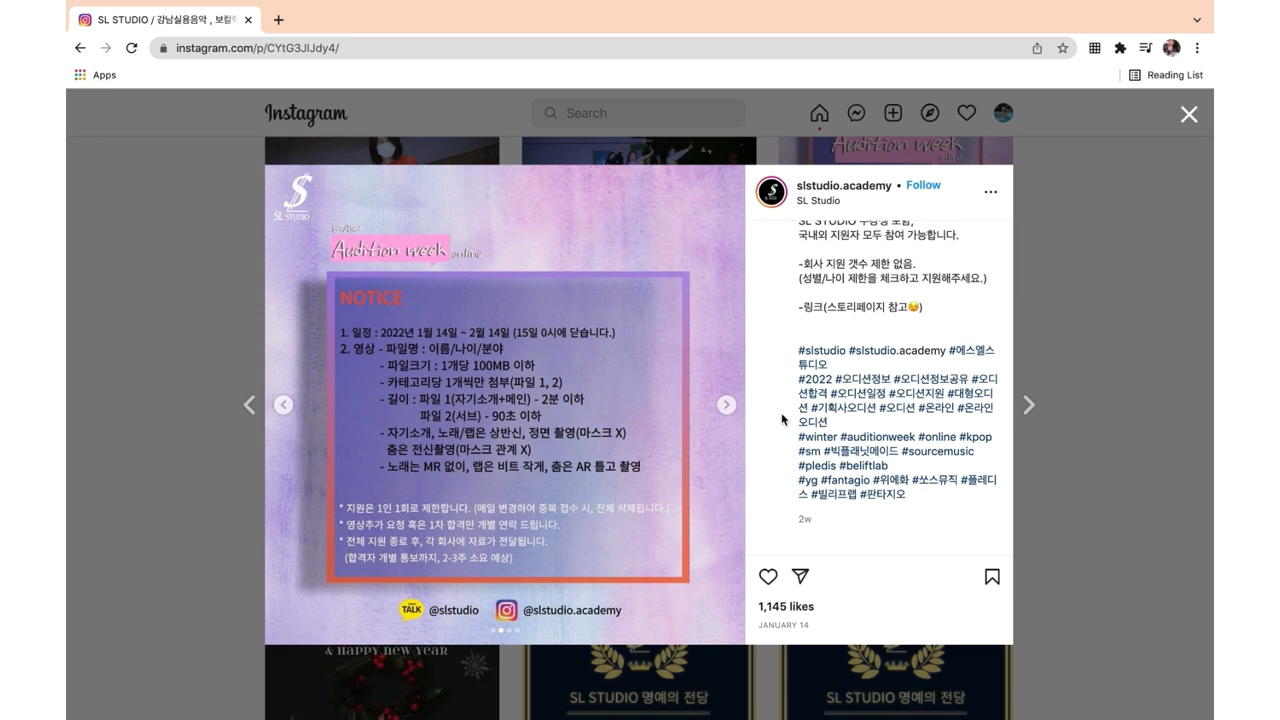 SL STUDIO / 강남실용음악 , 보컬
instagram.com/p/CYtG3JlJdy4/
Apps
Reading List
Instagram
Search
Audition week
online
SL STUDIO
Audition week online
NOTICE
1. 일정 : 2022년 1월 14일 ~ 2월 14일 (15일 0시에 닫습니다.)
2. 영상 - 파일명 : 이름/나이/분야
- 파일크기 : 1개당 100MB 이하
- 카테고리당 1개씩만 첨부(파일 1, 2)
- 길이 : 파일 1(자기소개+메인) - 2분 이하
파일 2(서브) - 90초 이하
- 자기소개, 노래/랩은 상반신, 정면 촬영(마스크 X)
춤은 전신촬영(마스크 관계 X)
- 노래는 MR 없이, 랩은 비트 작게, 춤은 AR 틀고 촬영
* 지원은 1인 1회로 제한합니다. (메일 변경하여 중복 접수 시, 전체 삭제됩니다.)
* 영상추가 요청 혹은 1차 합격만 개별 연락 드립니다.
* 전체 지원 종료 후, 각 회사에 자료가 전달됩니다.
(합격자 개별 통보까지, 2-3주 소요 예상)
TALK @slstudio @slstudio.academy
slstudio.academy • Follow
SL Studio
SL STUDIO 수강생 포함,
국내외 지원자 모두 참여 가능합니다.
-회사 지원 갯수 제한 없음.
(성별/나이 제한을 체크하고 지원해주세요.)
-링크(스토리페이지 참고😉)
#slstudio #slstudio.academy #에스엘스
튜디오
#2022 #오디션정보 #오디션정보공유 #오디
션합격 #오디션일정 #오디션지원 #대형오디
션 #기획사오디션 #오디션 #온라인 #온라인
오디션
#winter #auditionweek #online #kpop
#sm #빅플래닛메이드 #sourcemusic
#pledis #beliftlab
#yg #fantagio #위에화 #쏘스뮤직 #플레디
스 #빌리프랩 #판타지오
2w
1,145 likes
JANUARY 14
& HAPPY NEW YEAR
SL STUDIO 명예의 전당
SL STUDIO 명예의 전당